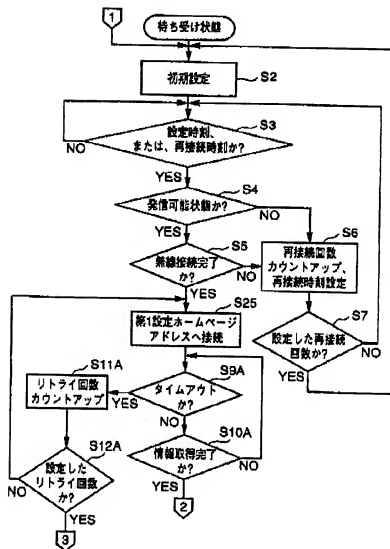 1
待ち受け状態
初期設定
S2
S3
設定時刻、
または、再接続時刻か?
NO
YES
S4
発信可能状態か?
NO
YES
S5
無線接続完了
か?
NO
YES
S6
再接続回数
カウントアップ、
再接続時刻設定
S7
設定した再接続
回数か?
NO
YES
S25
第1設定ホームページ
アドレスへ接続
S9A
タイムアウト
か?
YES
NO
S11A
リトライ回数
カウントアップ
S10A
情報取得完了
か?
NO
YES
2
S12A
設定した
リトライ回数
か?
NO
YES
3